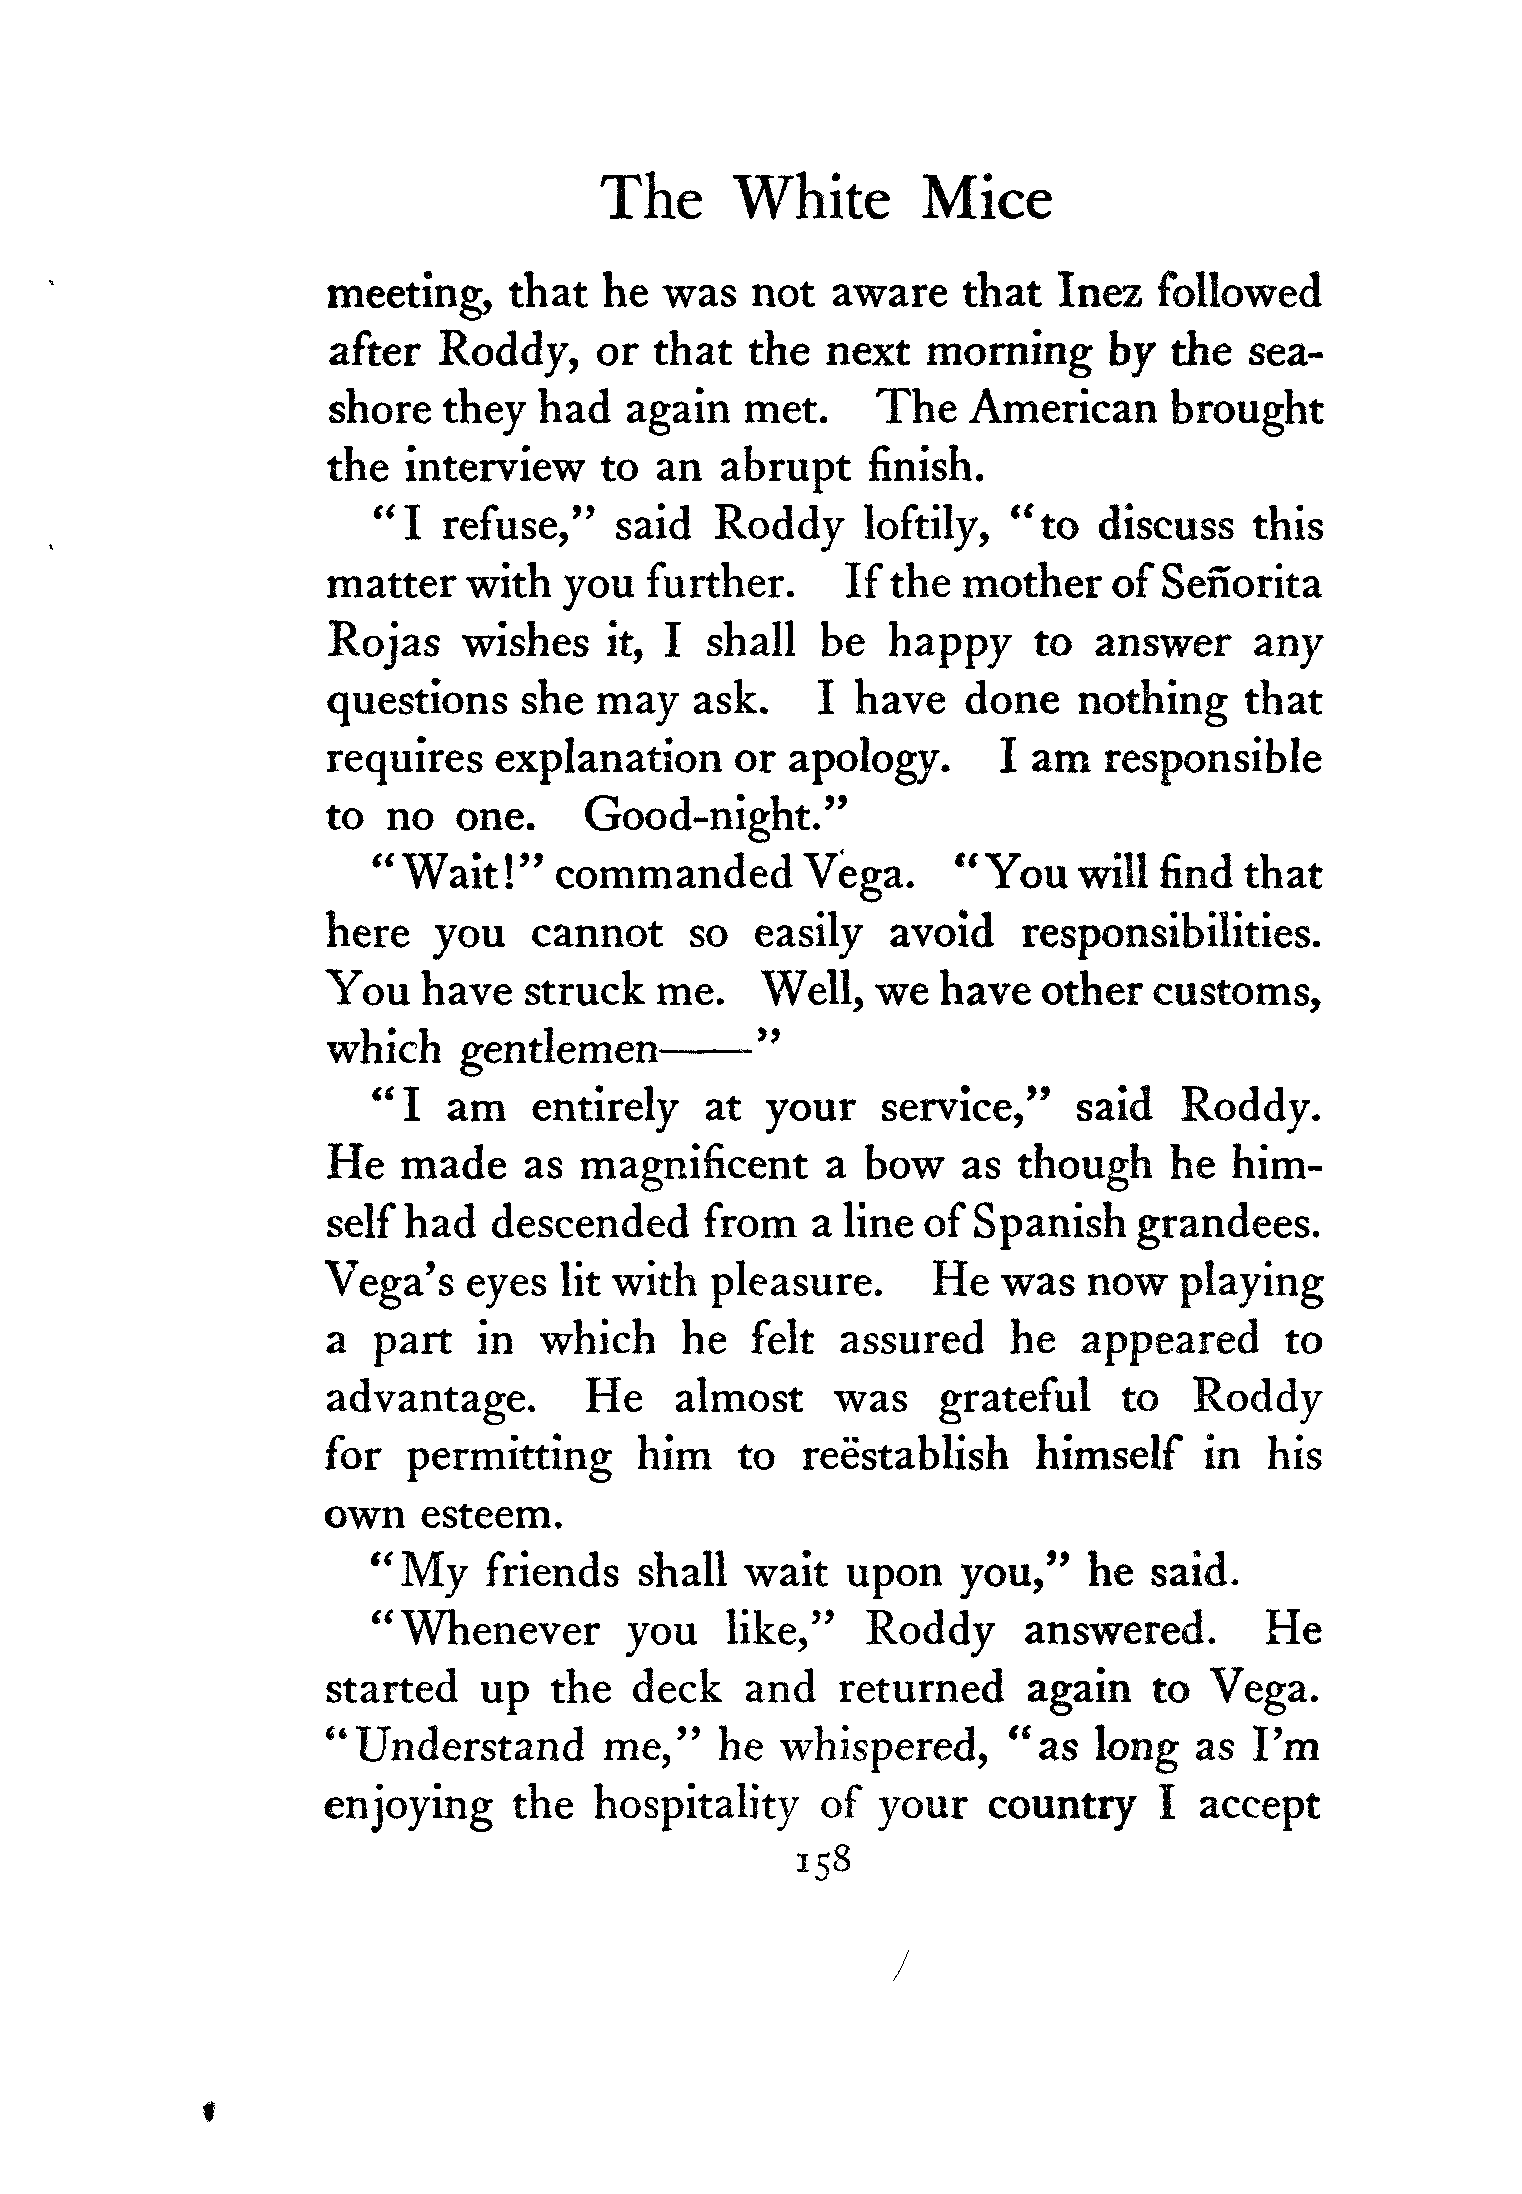 The White Mice
meeting, that he was not aware that Inez followed
after Roddy, or that the next morning by the sea-
shore they had again met. The American brought
the interview to an abrupt finish.
“I refuse,” said Roddy loftily, “to discuss this
matter with you further. If the mother of Señorita
Rojas wishes it, I shall be happy to answer any
questions she may ask. I have done nothing that
requires explanation or apology. I am responsible
to no one. Good-night.”
“Wait!” commanded Vega. “You will find that
here you cannot so easily avoid responsibilities.
You have struck me. Well, we have other customs,
which gentlemen——”
“I am entirely at your service,” said Roddy.
He made as magnificent a bow as though he him-
self had descended from a line of Spanish grandees.
Vega’s eyes lit with pleasure. He was now playing
a part in which he felt assured he appeared to
advantage. He almost was grateful to Roddy
for permitting him to reëstablish himself in his
own esteem.
“My friends shall wait upon you,” he said.
“Whenever you like,” Roddy answered. He
started up the deck and returned again to Vega.
“Understand me,” he whispered, “as long as I’m
enjoying the hospitality of your country I accept
158